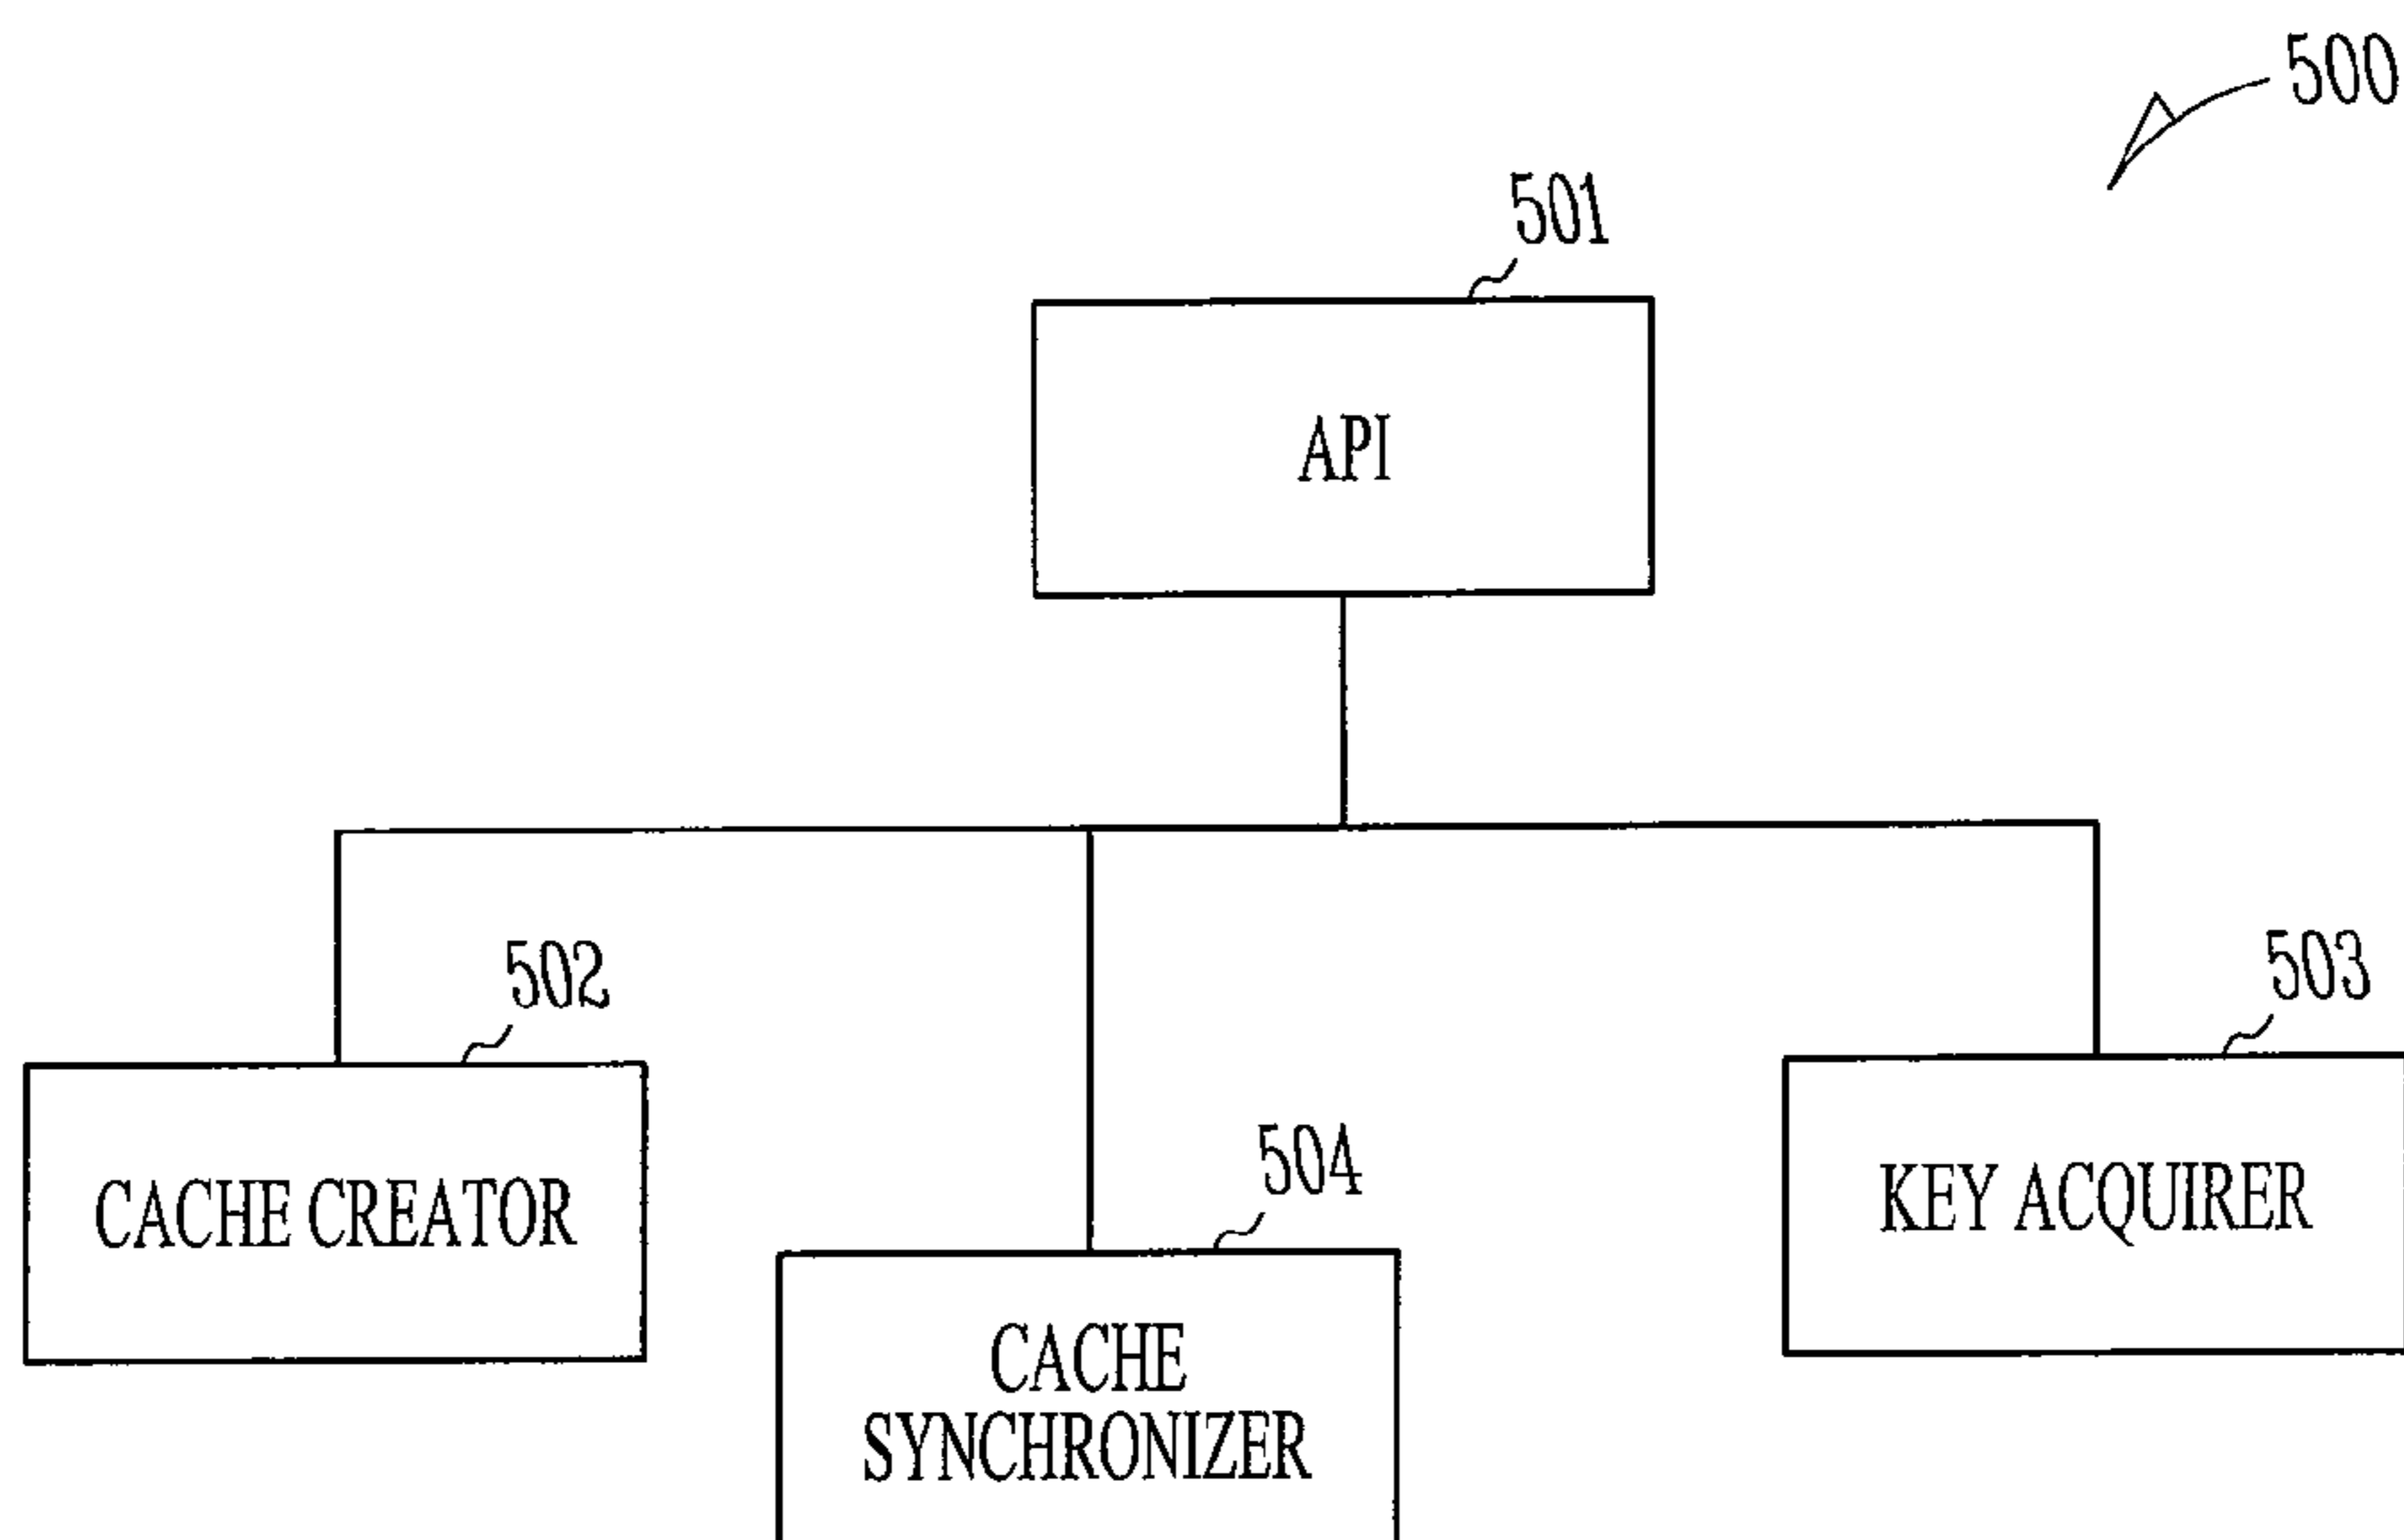 500
501
API
502
503
504
CACHE CREATOR
KEY ACQUIRER
CACHE
SYNCHRONIZER